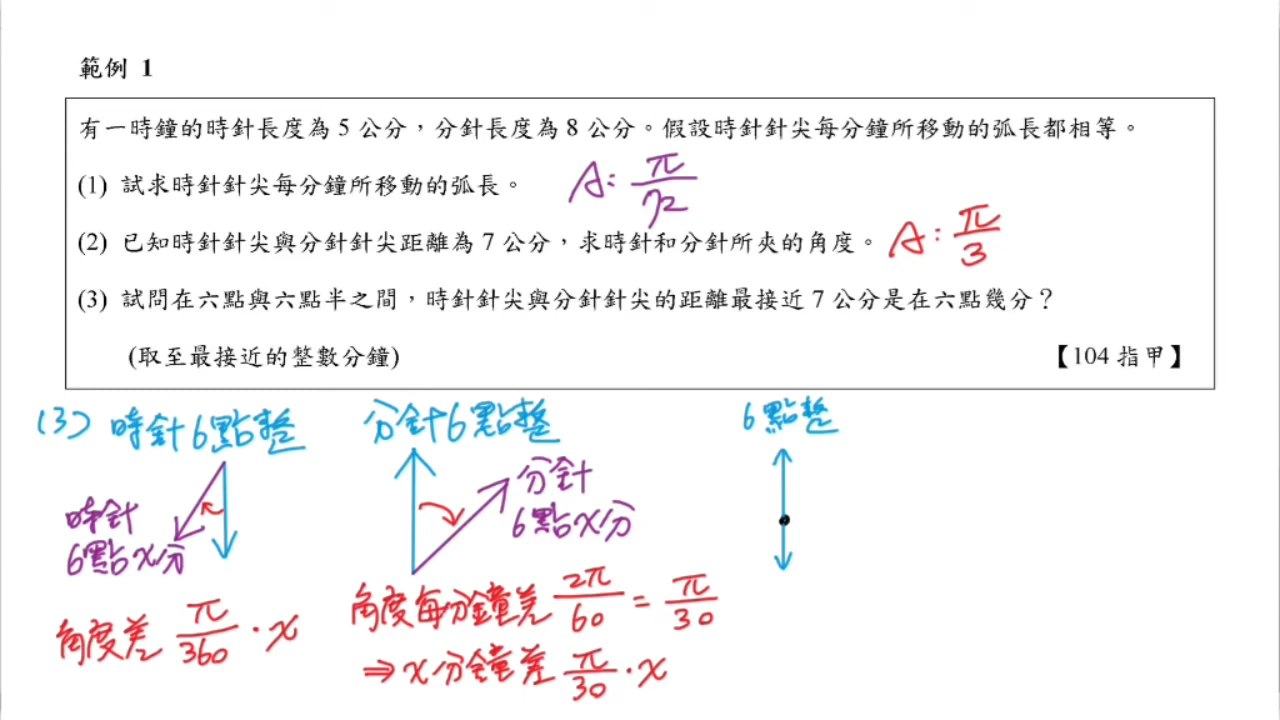 範例 1
有一時鐘的時針長度為 5 公分，分針長度為 8 公分。假設時針針尖每分鐘所移動的弧長都相等。
(1) 試求時針針尖每分鐘所移動的弧長。 A: π/72
(2) 已知時針針尖與分針針尖距離為 7 公分，求時針和分針所夾的角度。 A: π/3
(3) 試問在六點與六點半之間，時針針尖與分針針尖的距離最接近 7 公分是在六點幾分？
(取至最接近的整數分鐘) 【104 指甲】
(3) 時針6點整 分針6點整 6點整
時針
6點x分
分針
6點x分
角度差 π/360 · x
角度每分鐘差 2π/60 = π/30
⇒ x分鐘差 π/30 · x